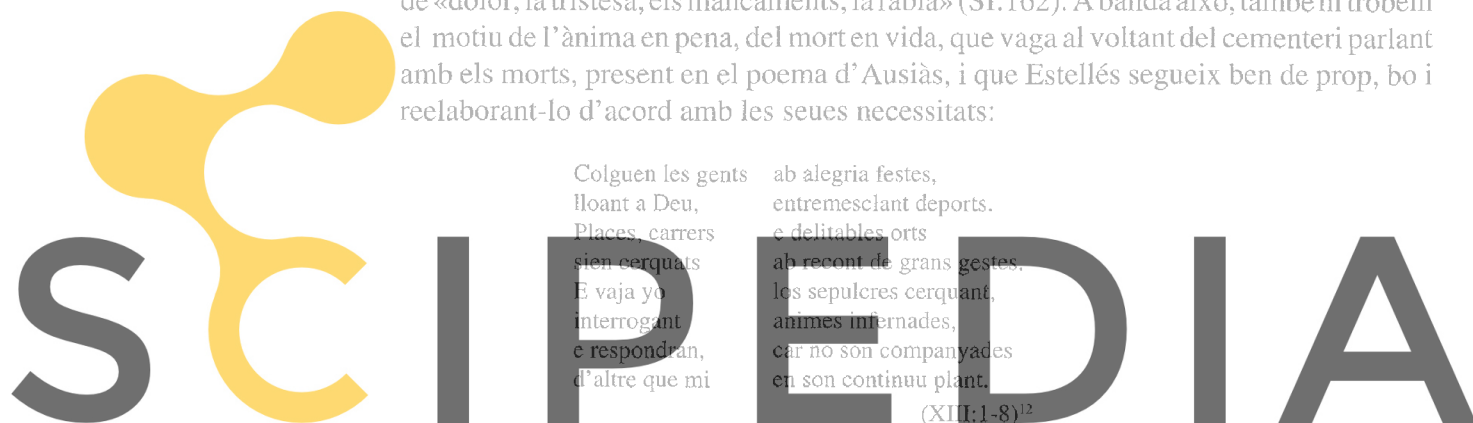 de «dolor, la tristesa, els mancaments, la ràbia» (SI:162). A banda això, també hi trobem
el motiu de l'ànima en pena, del mort en vida, que vaga al voltant del cementeri parlant
amb els morts, present en el poema d'Ausiàs, i que Estellés segueix ben de prop, bo i
reelaborant-lo d'acord amb les seues necessitats:
Colguen les gents ab alegria festes,
lloant a Deu, entremesclant deports.
Places, carrers e delitables orts
sien cerquats ab recont de grans gestes,
E vaja yo los sepulcres cerquant,
interrogant animes infernades,
e respondran, car no son companyades
d'altre que mi en son continuu plant.
(XIII:1-8)12
SCIPEDIA